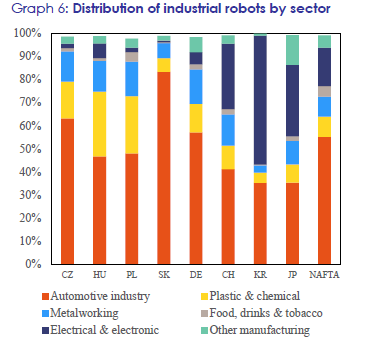 Graph 6: Distribution of industrial robots by sector
100%
90%
80%
70%
60%
50%
40%
30%
20%
10%
0%
CZ HU PL SK DE CH KR JP NAFTA
Automotive industry Plastic & chemical
Metalworking Food, drinks & tobacco
Electrical & electronic Other manufacturing